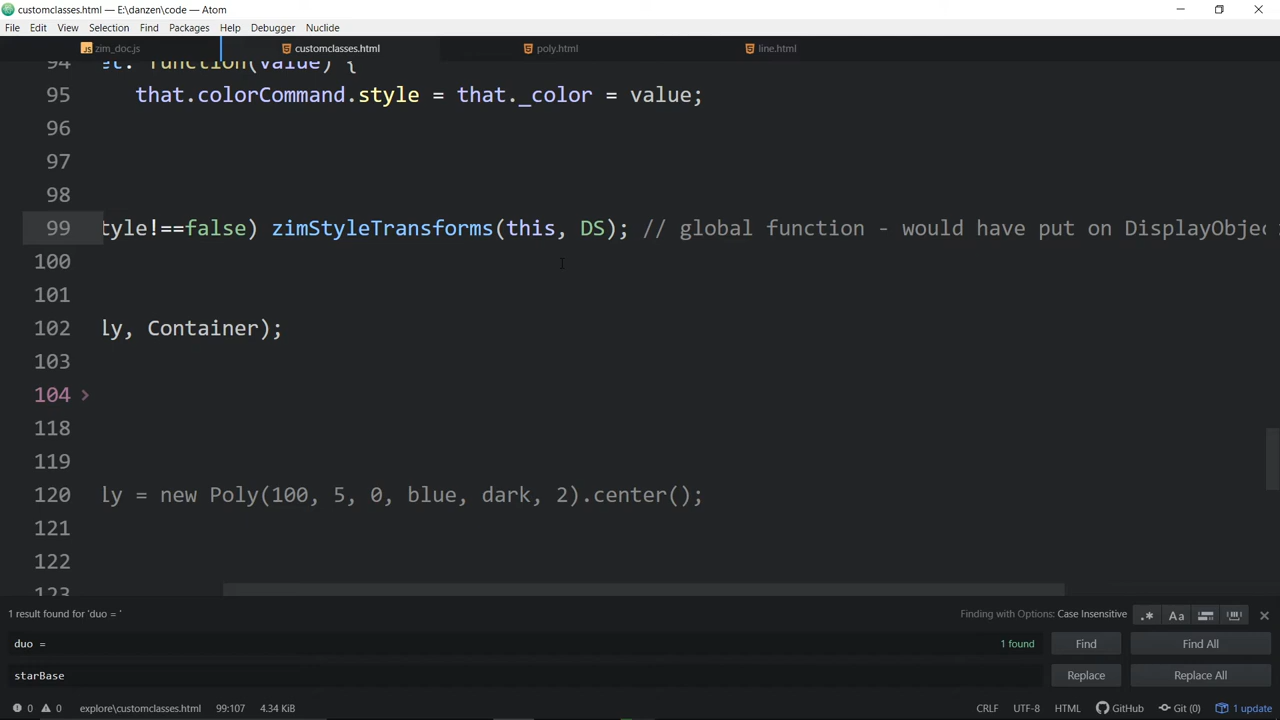 customclasses.html — E:\danzen\code — Atom
File Edit View Selection Find Packages Help Debugger Nuclide
zim_doc.js customclasses.html poly.html line.html
94 et: function(value) {
95 that.colorCommand.style = that._color = value;
96
97
98
99 tyle!==false) zimStyleTransforms(this, DS); // global function - would have put on DisplayObjec
100
101
102 ly, Container);
103
104
118
119
120 ly = new Poly(100, 5, 0, blue, dark, 2).center();
121
122
123
1 result found for 'duo = '
Finding with Options: Case Insensitive
.* Aa
duo =
1 found
Find
Find All
starBase
Replace
Replace All
0 0 explore\customclasses.html 99:107 4.34 KiB
CRLF UTF-8 HTML GitHub Git (0) 1 update